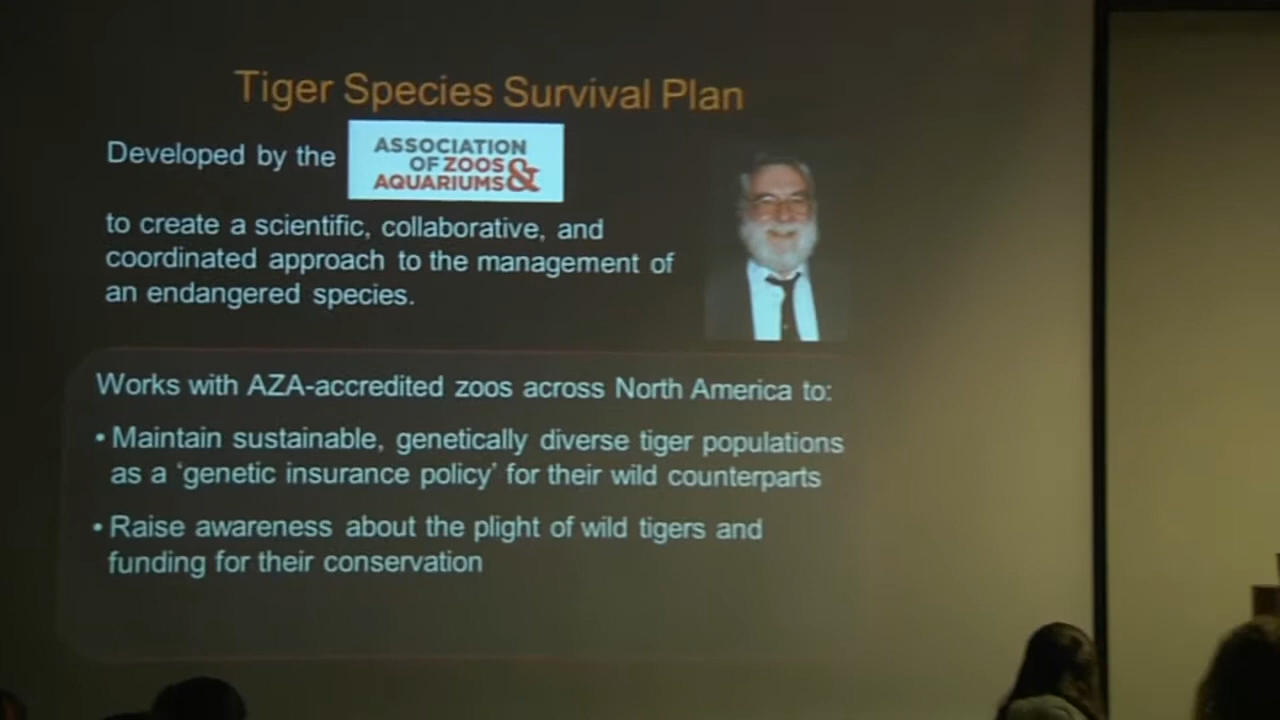 Tiger Species Survival Plan
Developed by the
ASSOCIATION
OF ZOOS &
AQUARIUMS
to create a scientific, collaborative, and
coordinated approach to the management of
an endangered species.
Works with AZA-accredited zoos across North America to:
• Maintain sustainable, genetically diverse tiger populations
as a ‘genetic insurance policy’ for their wild counterparts
• Raise awareness about the plight of wild tigers and
funding for their conservation